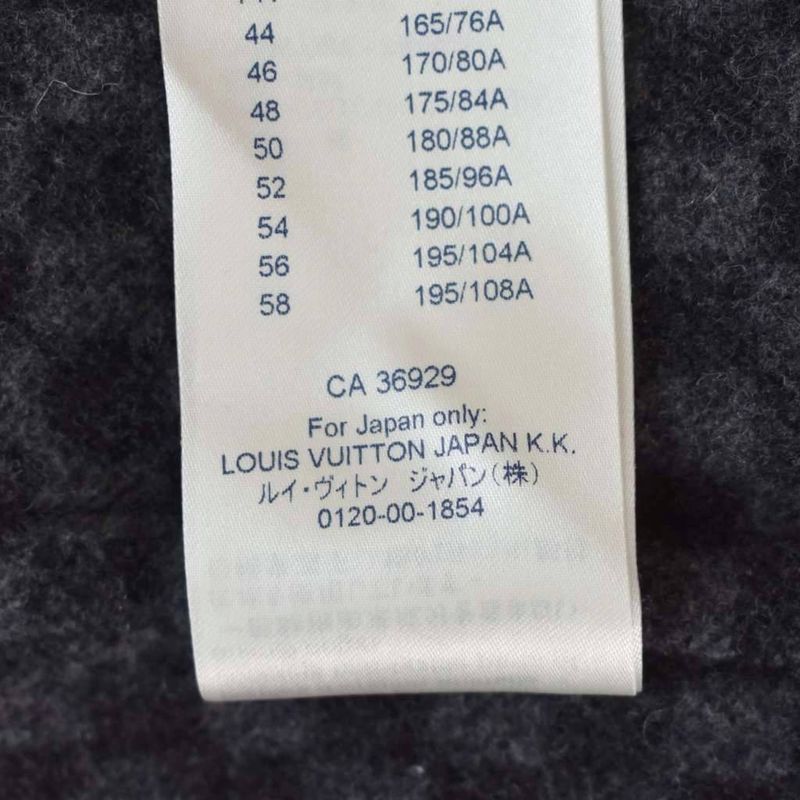 44 165/76A
46 170/80A
48 175/84A
50 180/88A
52 185/96A
54 190/100A
56 195/104A
58 195/108A
CA 36929
For Japan only:
LOUIS VUITTON JAPAN K.K.
ルイ・ヴィトン ジャパン(株)
0120-00-1854